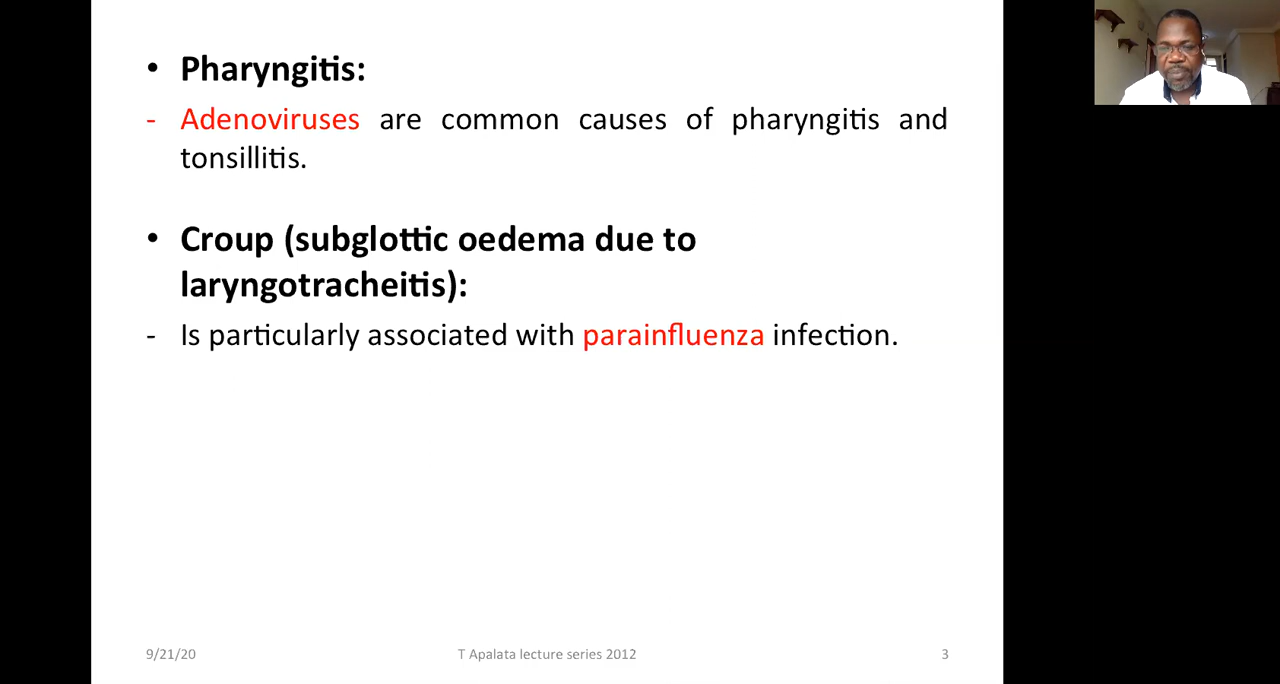 • Pharyngitis:
- Adenoviruses are common causes of pharyngitis and
tonsillitis.
• Croup (subglottic oedema due to
laryngotracheitis):
- Is particularly associated with parainfluenza infection.
9/21/20 T Apalata lecture series 2012 3